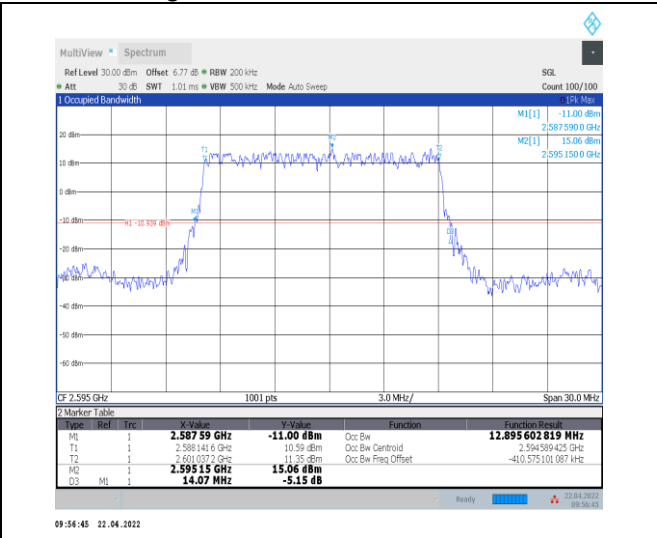 MultiView Spectrum
Ref Level 30.00 dBm Offset 6.77 dB RBW 200 kHz SGL
Att 30 dB SWT 1.01 ms VBW 500 kHz Mode Auto Sweep Count 100/100
1 Occupied Bandwidth 1Pk Max
M1[1] -11.00 dBm
2.587590 0 GHz
M2[1] 15.06 dBm
2.595150 0 GHz
20 dBm
10 dBm
0 dBm
-10 dBm
H1 -10.939 dBm
-20 dBm
-40 dBm
-50 dBm
-60 dBm
T1
M2
M1
D3
CF 2.595 GHz 1001 pts 3.0 MHz/ Span 30.0 MHz
2 Marker Table
Type Ref Trc X-Value Y-Value Function Function Result
M1 1 2.587 59 GHz -11.00 dBm Occ Bw 12.895 602 819 MHz
T1 1 2.588 141 6 GHz 10.59 dBm Occ Bw Centroid 2.594 589 425 GHz
T2 1 2.601 037 2 GHz 11.35 dBm Occ Bw Freq Offset -410.575 101 087 kHz
M2 1 2.595 15 GHz 15.06 dBm
D3 M1 1 14.07 MHz -5.15 dB
Ready 22.04.2022
09:56:45
09:56:45 22.04.2022